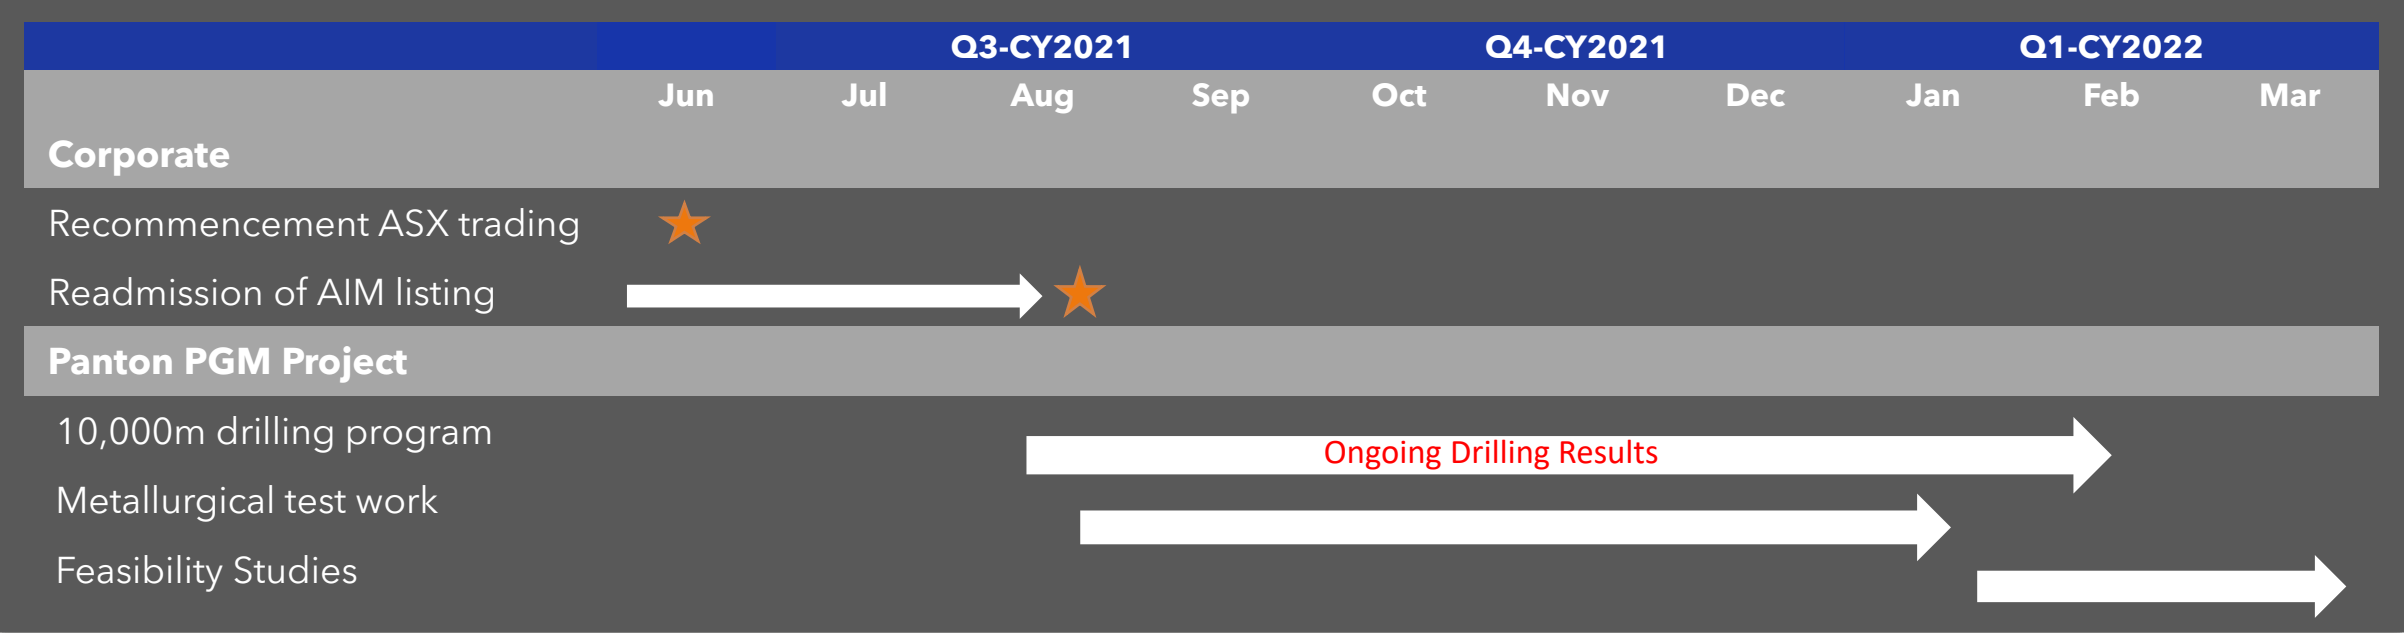 Q3-CY2021 Q4-CY2021 Q1-CY2022
Jun Jul Aug Sep Oct Nov Dec Jan Feb Mar
Corporate
Recommencement ASX trading
Readmission of AIM listing
Panton PGM Project
10,000m drilling program
Ongoing Drilling Results
Metallurgical test work
Feasibility Studies